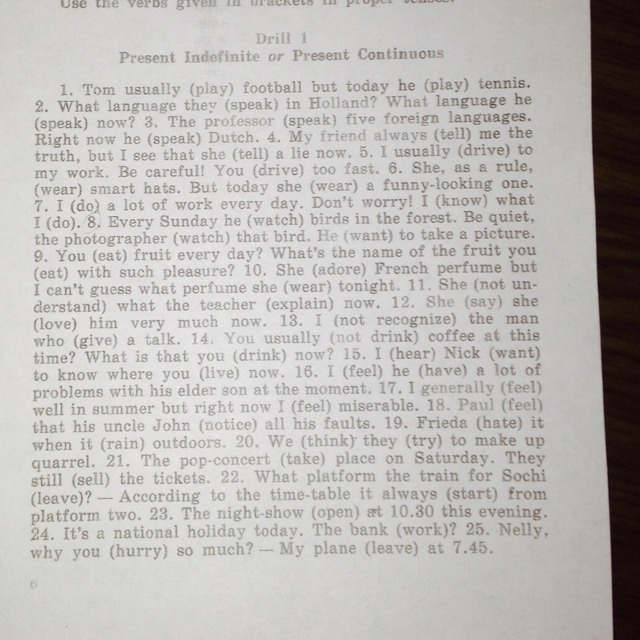 Use the verbs given in brackets in proper tenses.
Drill 1
Present Indefinite or Present Continuous
1. Tom usually (play) football but today he (play) tennis.
2. What language they (speak) in Holland? What language he
(speak) now? 3. The professor (speak) five foreign languages.
Right now he (speak) Dutch. 4. My friend always (tell) me the
truth, but I see that she (tell) a lie now. 5. I usually (drive) to
my work. Be careful! You (drive) too fast. 6. She, as a rule,
(wear) smart hats. But today she (wear) a funny-looking one.
7. I (do) a lot of work every day. Don't worry! I (know) what
I (do). 8. Every Sunday he (watch) birds in the forest. Be quiet,
the photographer (watch) that bird. He (want) to take a picture.
9. You (eat) fruit every day? What's the name of the fruit you
(eat) with such pleasure? 10. She (adore) French perfume but
I can't guess what perfume she (wear) tonight. 11. She (not un-
derstand) what the teacher (explain) now. 12. She (say) she
(love) him very much now. 13. I (not recognize) the man
who (give) a talk. 14. You usually (not drink) coffee at this
time? What is that you (drink) now? 15. I (hear) Nick (want)
to know where you (live) now. 16. I (feel) he (have) a lot of
problems with his elder son at the moment. 17. I generally (feel)
well in summer but right now I (feel) miserable. 18. Paul (feel)
that his uncle John (notice) all his faults. 19. Frieda (hate) it
when it (rain) outdoors. 20. We (think) they (try) to make up
quarrel. 21. The pop-concert (take) place on Saturday. They
still (sell) the tickets. 22. What platform the train for Sochi
(leave)? — According to the time-table it always (start) from
platform two. 23. The night-show (open) at 10.30 this evening.
24. It's a national holiday today. The bank (work)? 25. Nelly,
why you (hurry) so much? — My plane (leave) at 7.45.
6